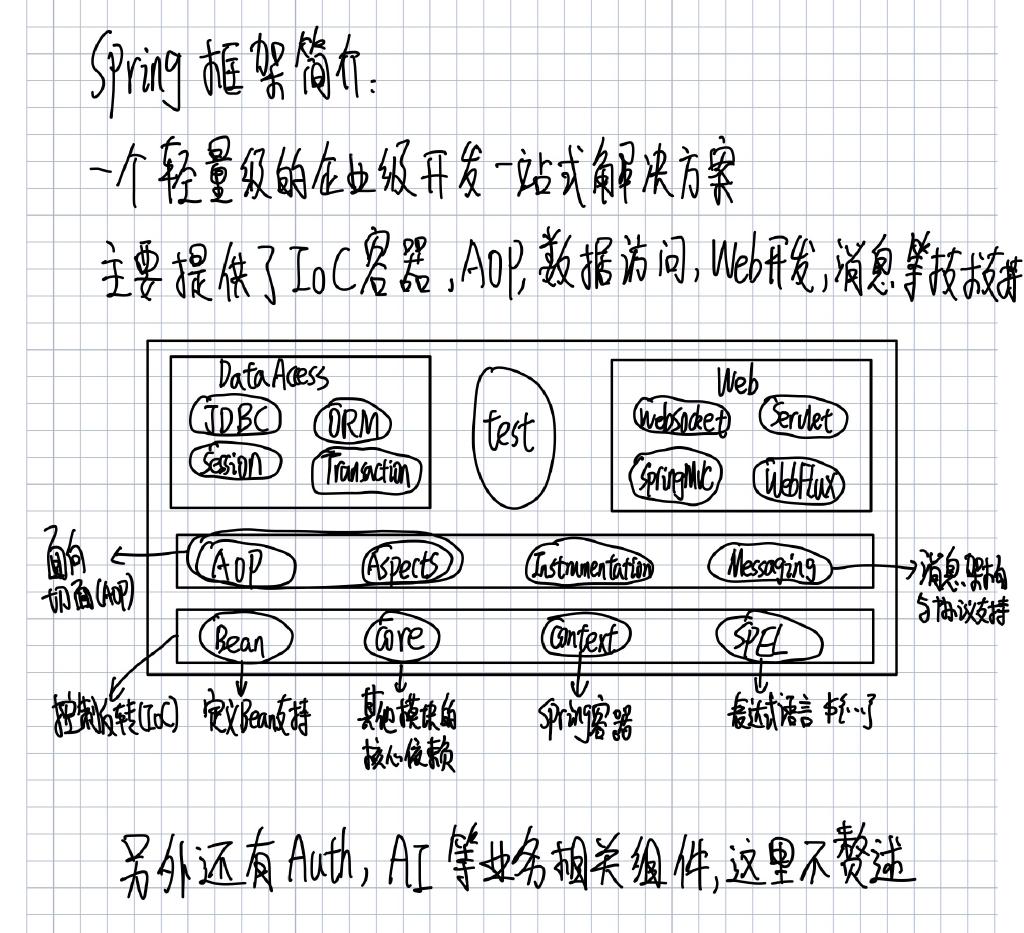 Spring 框架简介:
一个轻量级的企业级开发一站式解决方案
主要提供了IoC容器,AOP,数据访问,Web开发,消息等技术支持
Data Access
JDBC
ORM
Session
Transaction
test
Web
Websocket
Servlet
SpringMVC
WebFlux
面向
切面(AOP)
AOP
Aspects
Instrumentation
Messaging
消息架构
与协议支持
Bean
Core
Context
SPEL
控制反转(IoC)
定义Bean支持
其他模块的
核心依赖
Spring容器
表达式语言
另外还有Auth,AI等业务相关组件,这里不赘述